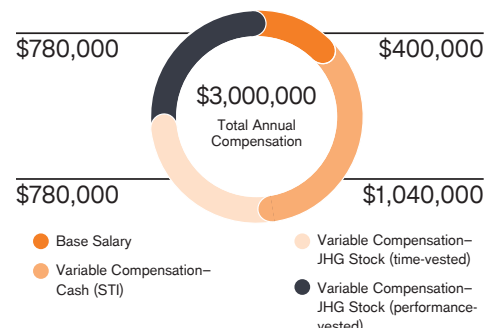 $780,000
$400,000
$3,000,000
Total Annual
Compensation
$780,000
$1,040,000
Base Salary
Variable Compensation–
Cash (STI)
Variable Compensation–
JHG Stock (time-vested)
Variable Compensation–
JHG Stock (performance-
vested)